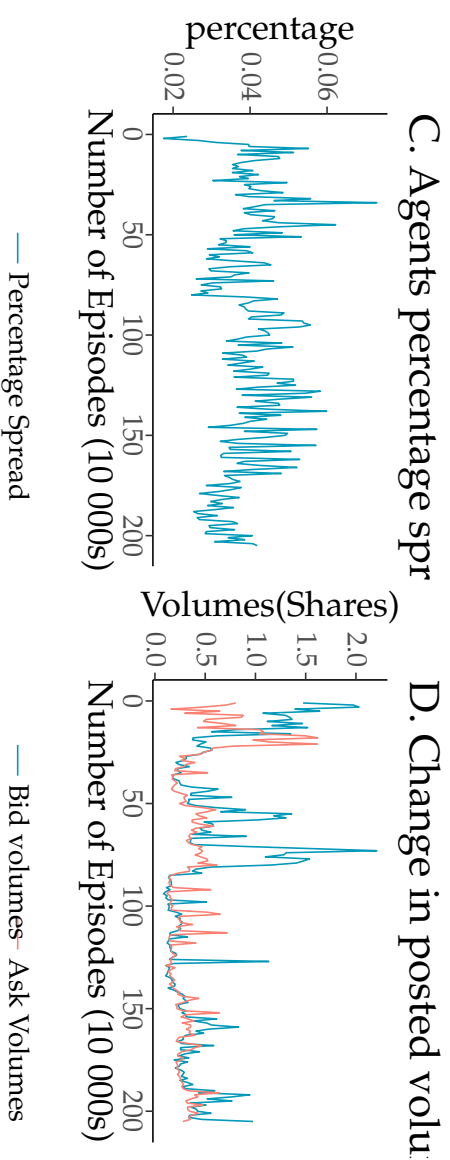 C. Agents percentage spr
percentage
0.02
0.04
0.06
0
50
100
150
200
Number of Episodes (10 000s)
Percentage Spread
D. Change in posted volu
Volumes(Shares)
0.0
0.5
1.0
1.5
2.0
0
50
100
150
200
Number of Episodes (10 000s)
Bid volumes
Ask Volumes